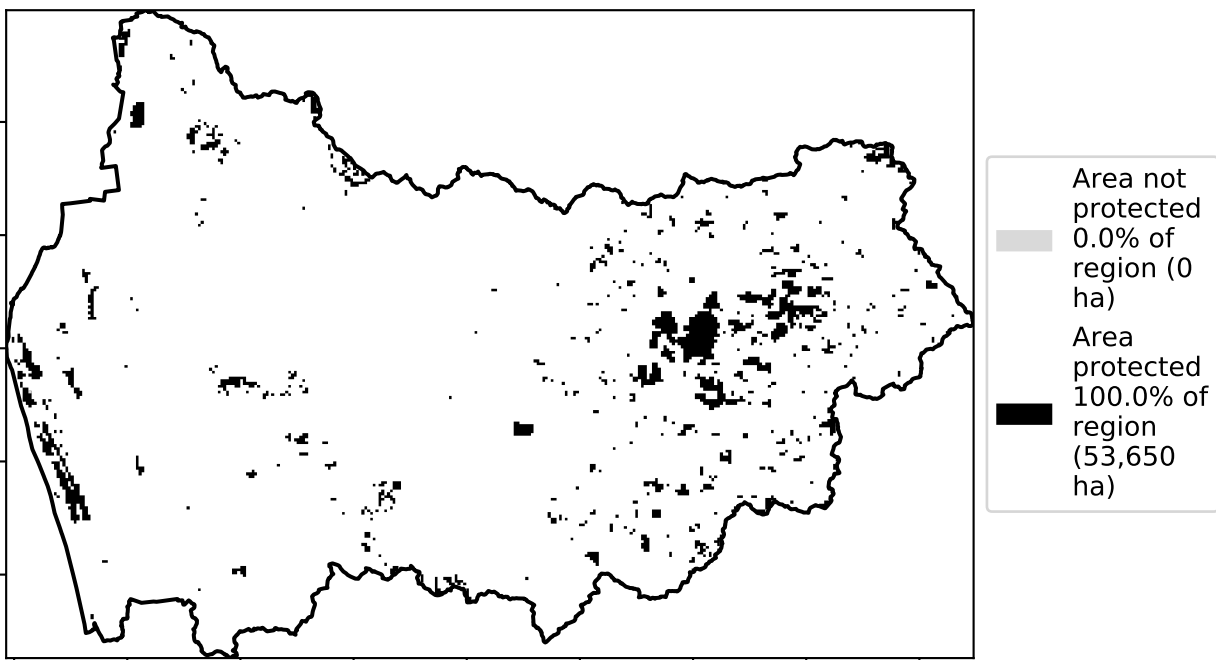 Area not
protected
0.0% of
region (0
ha)
Area
protected
100.0% of
region
(53,650
ha)